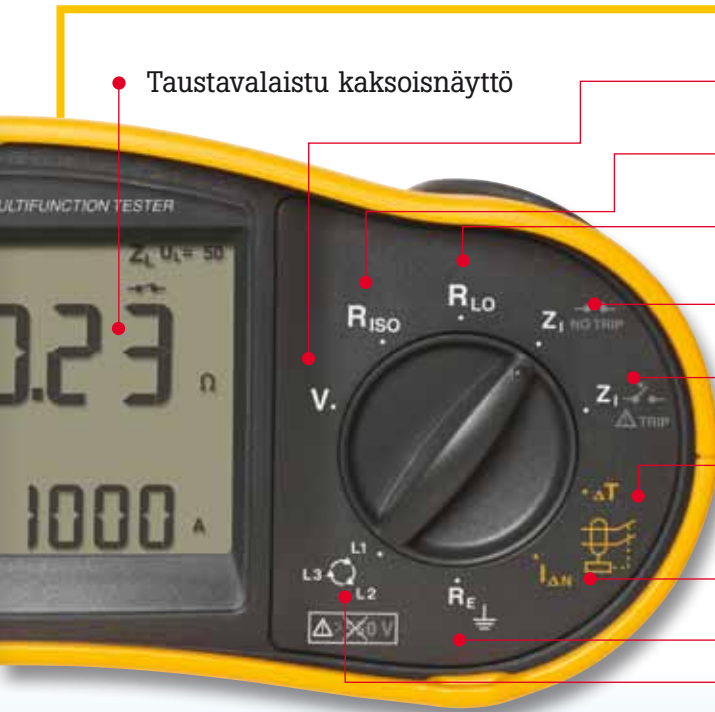 Taustavalaistu kaksoisnäyttö
ULTIFUNCTION TESTER
ZL UL= 50
0.23 Ω
1000 A
RISO
RLO
ZI NO TRIP
ZI
TRIP
V
ΔT
IΔN
RE
L1
L3
L2